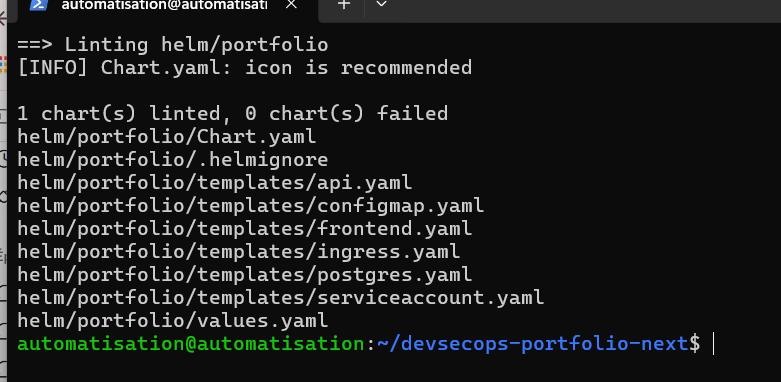 automatisation@automatisati
==> Linting helm/portfolio
[INFO] Chart.yaml: icon is recommended
1 chart(s) linted, 0 chart(s) failed
helm/portfolio/Chart.yaml
helm/portfolio/.helmignore
helm/portfolio/templates/api.yaml
helm/portfolio/templates/configmap.yaml
helm/portfolio/templates/frontend.yaml
helm/portfolio/templates/ingress.yaml
helm/portfolio/templates/postgres.yaml
helm/portfolio/templates/serviceaccount.yaml
helm/portfolio/values.yaml
automatisation@automatisation:~/devsecops-portfolio-next$